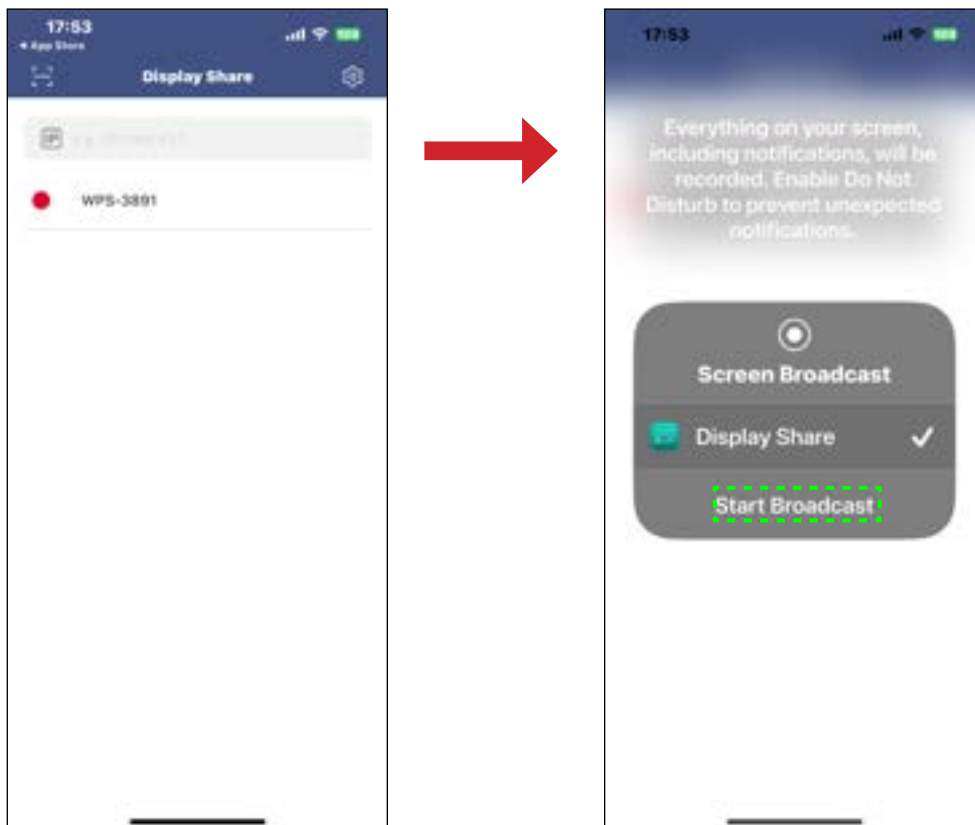 17:53
App Store
Display Share
WPS-3891
17:53
Everything on your screen,
including notifications, will be
recorded. Enable Do Not
Disturb to prevent unexpected
notifications.
Screen Broadcast
Display Share
Start Broadcast